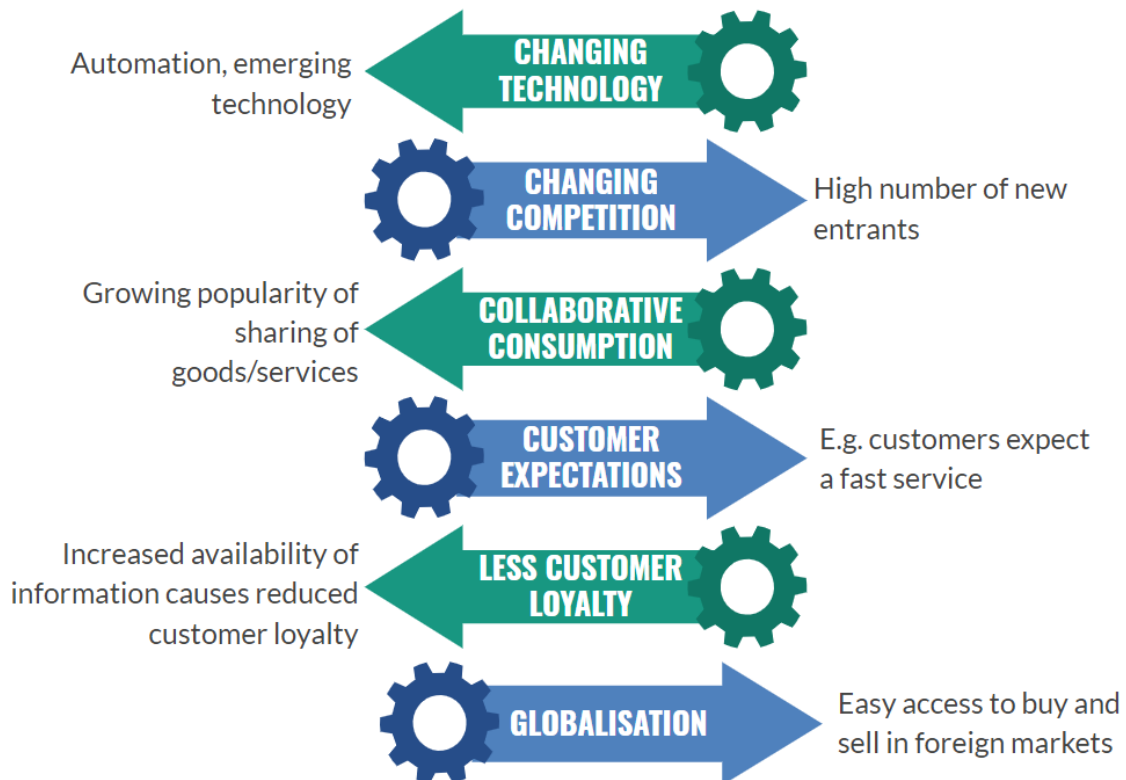 Automation, emerging
technology
CHANGING
TECHNOLOGY
CHANGING
COMPETITION
High number of new
entrants
Growing popularity of
sharing of
goods/services
COLLABORATIVE
CONSUMPTION
CUSTOMER
EXPECTATIONS
E.g. customers expect
a fast service
Increased availability of
information causes reduced
customer loyalty
LESS CUSTOMER
LOYALTY
GLOBALISATION
Easy access to buy and
sell in foreign markets